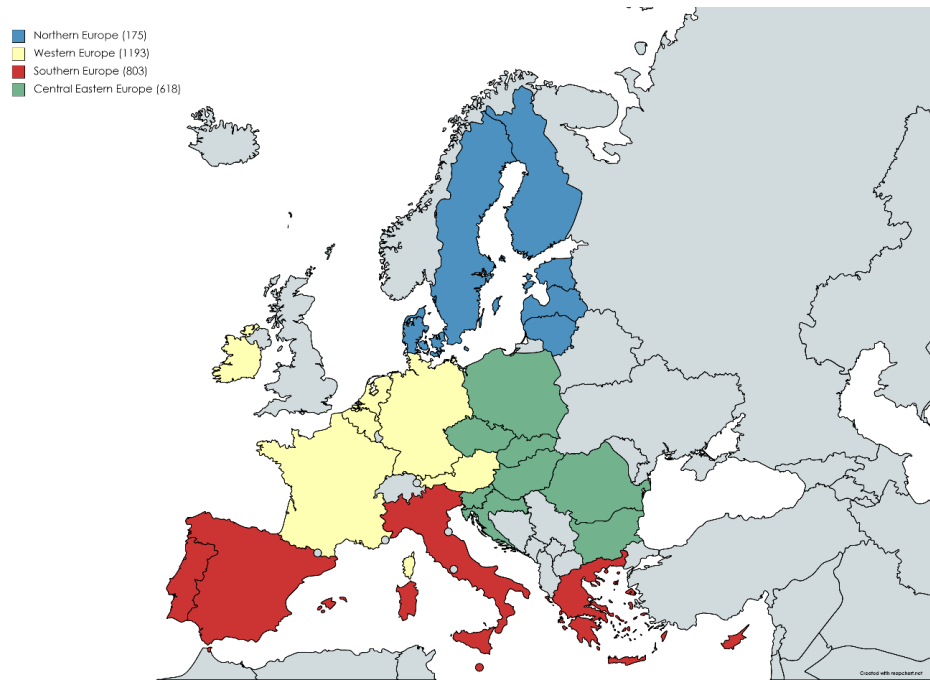 Northern Europe (175)
Western Europe (1193)
Southern Europe (803)
Central Eastern Europe (618)
Created with mapchart.net